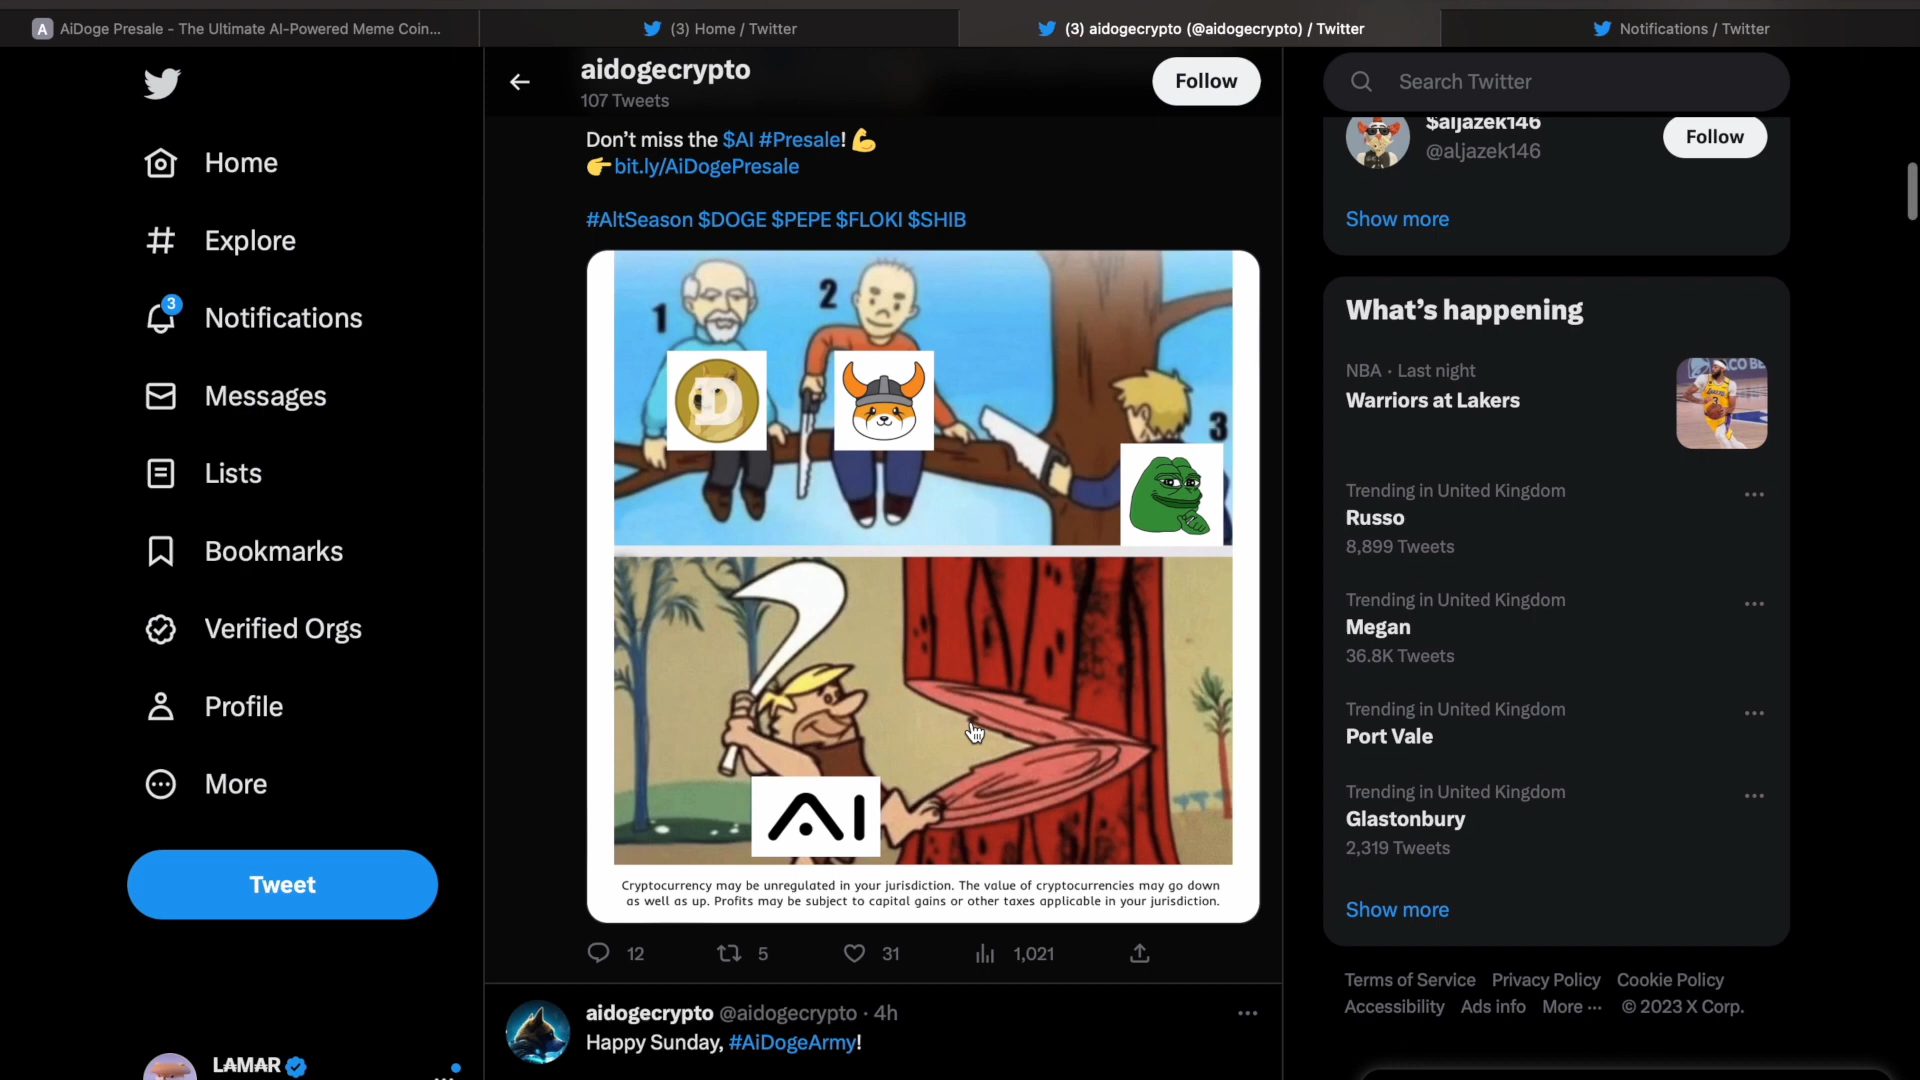 A AiDoge Presale - The Ultimate AI-Powered Meme Coin...
(3) Home / Twitter
(3) aidogecrypto (@aidogecrypto) / Twitter
Notifications / Twitter
Home
Explore
3
Notifications
Messages
Lists
Bookmarks
Verified Orgs
Profile
More
Tweet
LAMAR
aidogecrypto
107 Tweets
Follow
Don’t miss the $AI #Presale! 💪
👉bit.ly/AiDogePresale
#AltSeason $DOGE $PEPE $FLOKI $SHIB
1
2
3
D
AI
Cryptocurrency may be unregulated in your jurisdiction. The value of cryptocurrencies may go down
as well as up. Profits may be subject to capital gains or other taxes applicable in your jurisdiction.
12 5 31 1,021
aidogecrypto @aidogecrypto · 4h
Happy Sunday, #AiDogeArmy!
Search Twitter
$aljazek146
@aljazek146
Follow
Show more
What’s happening
NBA · Last night
Warriors at Lakers
Trending in United Kingdom
Russo
8,899 Tweets
Trending in United Kingdom
Megan
36.8K Tweets
Trending in United Kingdom
Port Vale
Trending in United Kingdom
Glastonbury
2,319 Tweets
Show more
Terms of Service Privacy Policy Cookie Policy
Accessibility Ads info More ··· © 2023 X Corp.